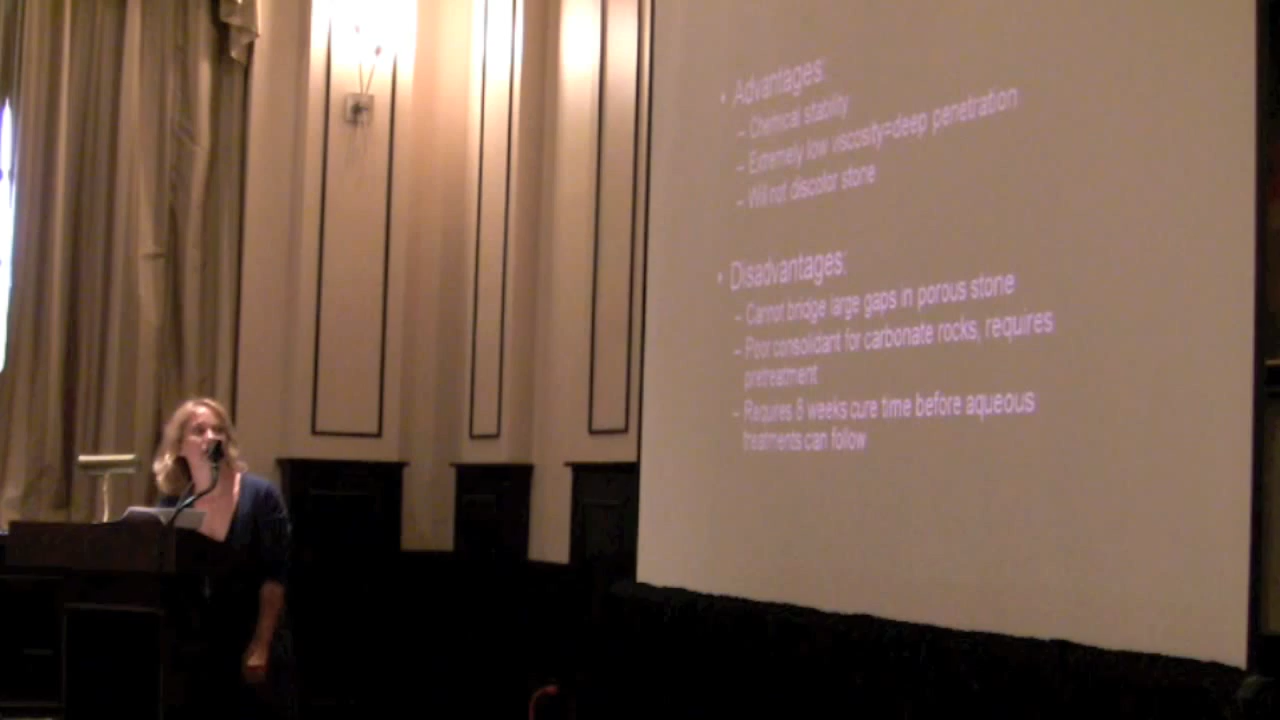 • Advantages:
– Chemical stability
– Extremely low viscosity=deep penetration
– Will not discolor stone
• Disadvantages:
– Cannot bridge large gaps in porous stone
– Poor consolidant for carbonate rocks, requires
pretreatment
– Requires weeks cure time before aqueous
treatments can follow